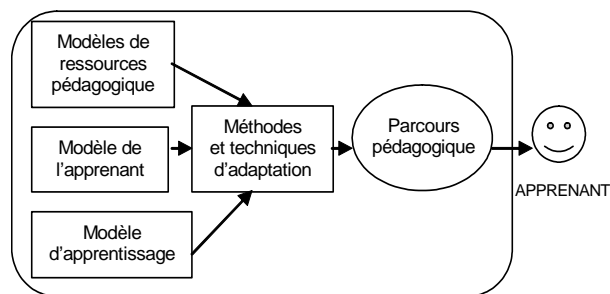 Modèles de
ressources
pédagogique
Modèle de
l'apprenant
Modèle
d'apprentissage
Méthodes
et techniques
d'adaptation
Parcours
pédagogique
APPRENANT